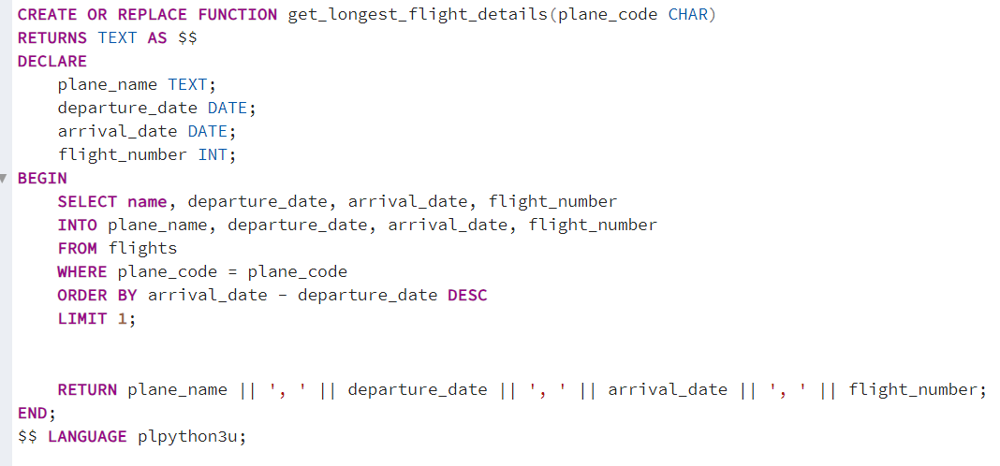 CREATE OR REPLACE FUNCTION get_longest_flight_details(plane_code CHAR)
RETURNS TEXT AS $$
DECLARE
    plane_name TEXT;
    departure_date DATE;
    arrival_date DATE;
    flight_number INT;
BEGIN
    SELECT name, departure_date, arrival_date, flight_number
    INTO plane_name, departure_date, arrival_date, flight_number
    FROM flights
    WHERE plane_code = plane_code
    ORDER BY arrival_date - departure_date DESC
    LIMIT 1;
    RETURN plane_name || ', ' || departure_date || ', ' || arrival_date || ', ' || flight_number;
END;
$$ LANGUAGE plpython3u;